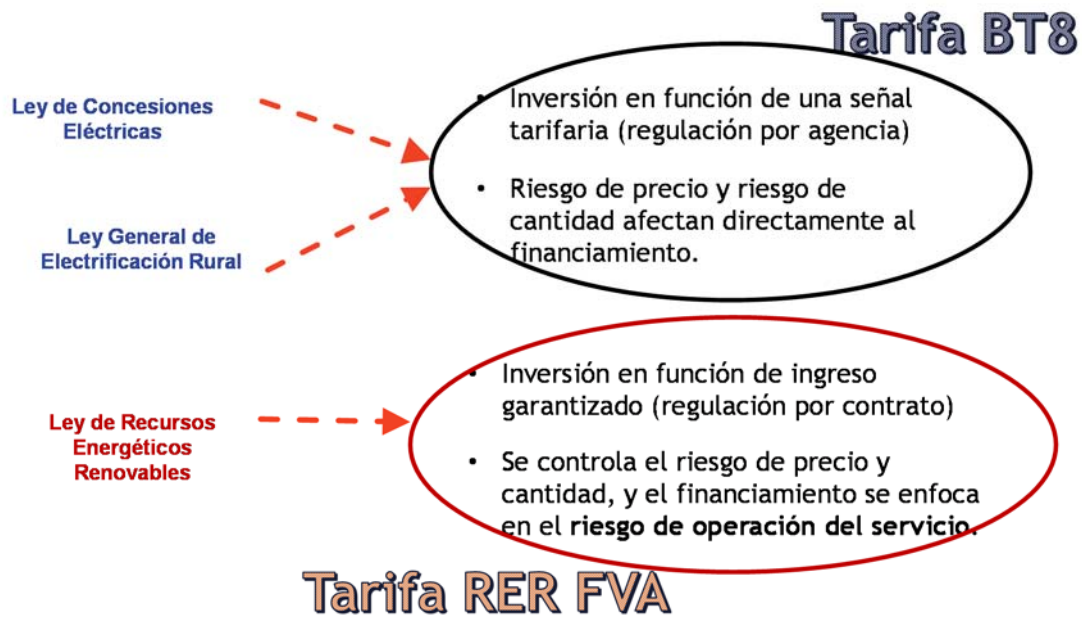 Tarifa BT8
Ley de Concesiones
Eléctricas
Ley General de
Electrificación Rural
• Inversión en función de una señal
tarifaria (regulación por agencia)
• Riesgo de precio y riesgo de
cantidad afectan directamente al
financiamiento.
Ley de Recursos
Energéticos
Renovables
• Inversión en función de ingreso
garantizado (regulación por contrato)
• Se controla el riesgo de precio y
cantidad, y el financiamiento se enfoca
en el riesgo de operación del servicio.
Tarifa RER FVA